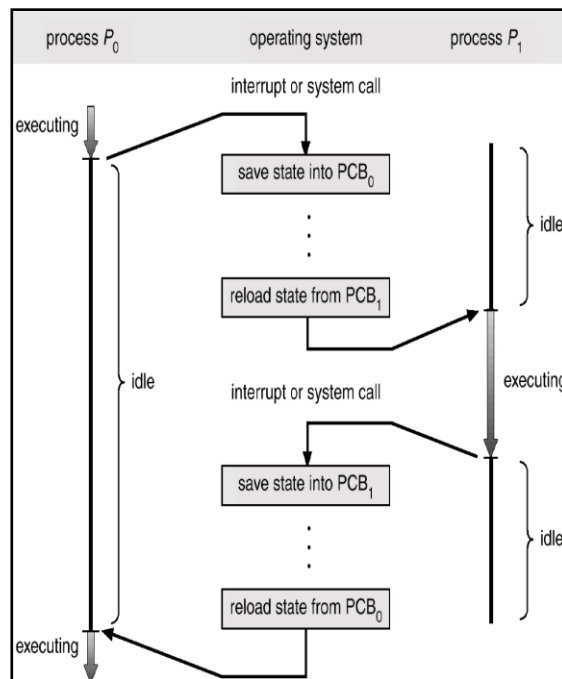 process P0 operating system process P1
interrupt or system call
executing
save state into PCB0
idle
reload state from PCB1
idle
interrupt or system call
executing
save state into PCB1
idle
reload state from PCB0
executing